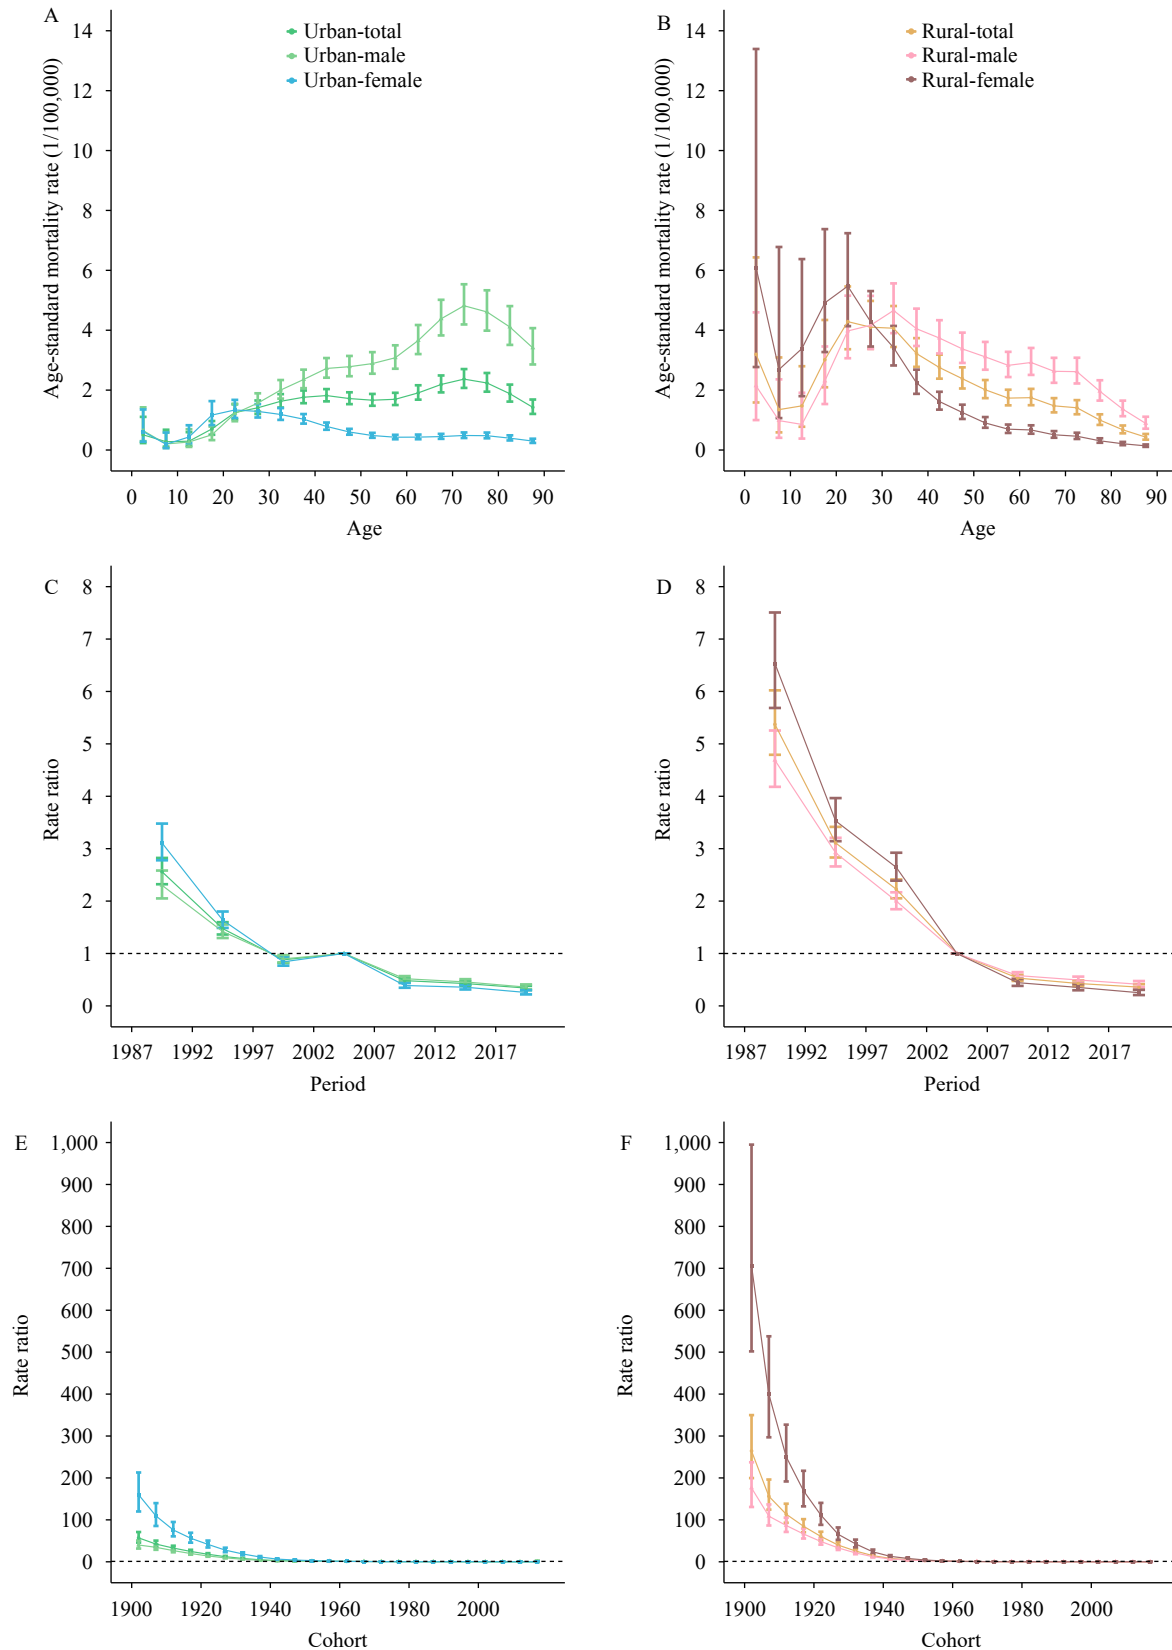 A
Age-standard mortality rate (1/100,000)
14
12
10
8
6
4
2
0
Urban-total
Urban-male
Urban-female
0 10 20 30 40 50 60 70 80 90
Age
B
Age-standard mortality rate (1/100,000)
14
12
10
8
6
4
2
0
Rural-total
Rural-male
Rural-female
0 10 20 30 40 50 60 70 80 90
Age
C
Rate ratio
8
7
6
5
4
3
2
1
0
1987 1992 1997 2002 2007 2012 2017
Period
D
Rate ratio
8
7
6
5
4
3
2
1
0
1987 1992 1997 2002 2007 2012 2017
Period
E
Rate ratio
1,000
900
800
700
600
500
400
300
200
100
0
1900 1920 1940 1960 1980 2000
Cohort
F
Rate ratio
1,000
900
800
700
600
500
400
300
200
100
0
1900 1920 1940 1960 1980 2000
Cohort